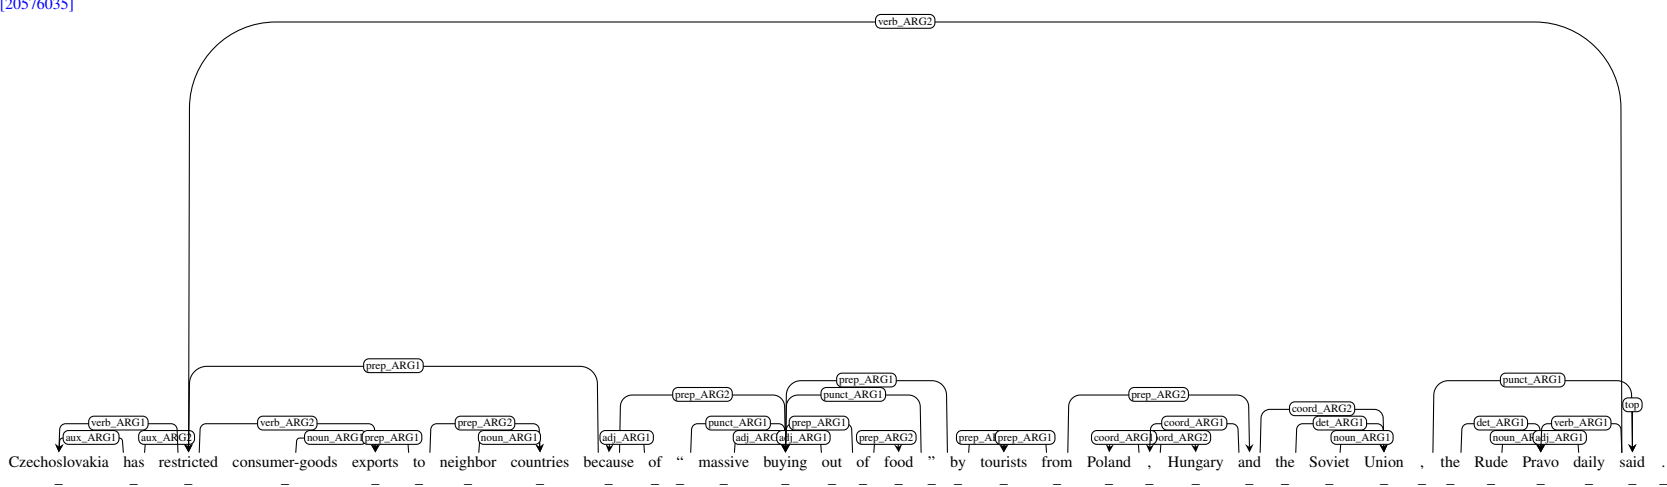 [20576035]
verb_ARG2
prep_ARG1
prep_ARG1 punct_ARG1
prep_ARG2 punct_ARG1 prep_ARG2
top
coord_ARG2
verb_ARG1 verb_ARG2 prep_ARG2 punct_ARG1 prep_ARG1 coord_ARG1 det_ARG1 det_ARG1 verb_ARG1
aux_ARG1 aux_ARG2 noun_ARG1 prep_ARG1 noun_ARG1 adj_ARG1 adj_ARG1 prep_ARG2 prep_ARG1 coord_ARG1 noun_ARG1 adj_ARG1
Czechoslovakia has restricted consumer-goods exports to neighbor countries because of “ massive buying out of food ” by tourists from Poland , Hungary and the Soviet Union , the Rude Pravo daily said .